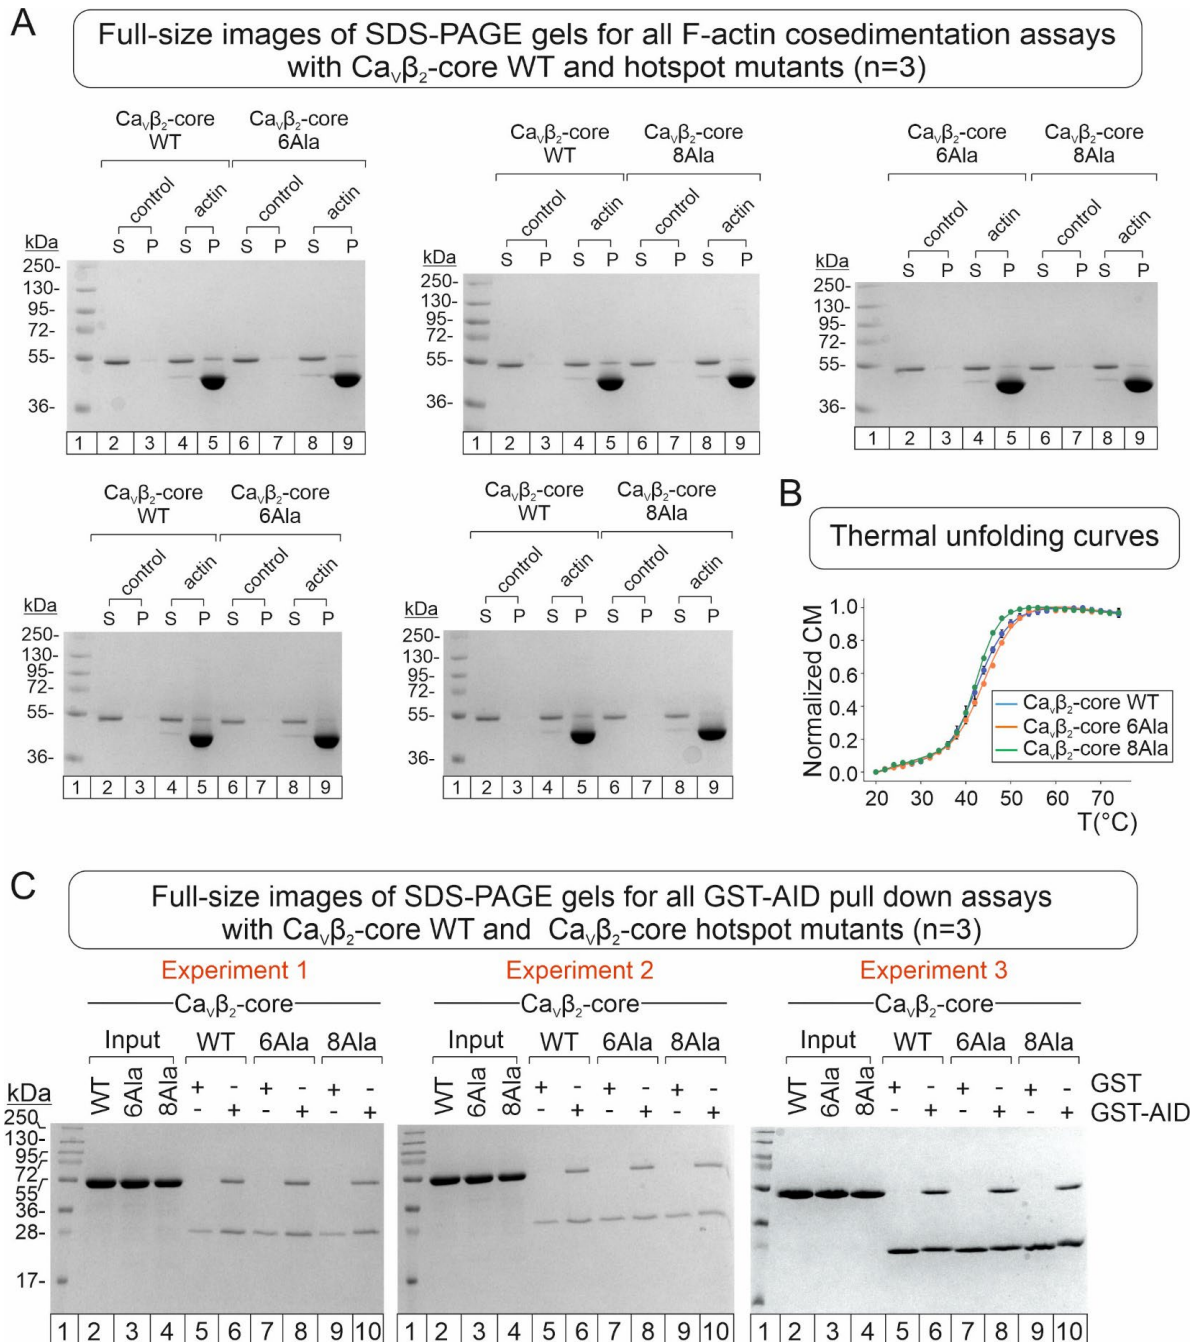 A
Full-size images of SDS-PAGE gels for all F-actin cosedimentation assays
with CaVβ2-core WT and hotspot mutants (n=3)
CaVβ2-core WT
CaVβ2-core 6Ala
control actin control actin
kDa S P S P S P S P
250-
130-
95-
72-
55-
36-
1 2 3 4 5 6 7 8 9
CaVβ2-core WT
CaVβ2-core 8Ala
control actin control actin
kDa S P S P S P S P
250-
130-
95-
72-
55-
36-
1 2 3 4 5 6 7 8 9
CaVβ2-core 6Ala
CaVβ2-core 8Ala
control actin control actin
kDa S P S P S P S P
250-
130-
95-
72-
55-
36-
1 2 3 4 5 6 7 8 9
CaVβ2-core WT
CaVβ2-core 6Ala
control actin control actin
kDa S P S P S P S P
250-
130-
95-
72-
55-
36-
1 2 3 4 5 6 7 8 9
CaVβ2-core WT
CaVβ2-core 8Ala
control actin control actin
kDa S P S P S P S P
250-
130-
95-
72-
55-
36-
1 2 3 4 5 6 7 8 9
B
Thermal unfolding curves
Normalized CM
1.0
0.8
0.6
0.4
0.2
0.0
CaVβ2-core WT
CaVβ2-core 6Ala
CaVβ2-core 8Ala
20 30 40 50 60 70
T(°C)
C
Full-size images of SDS-PAGE gels for all GST-AID pull down assays
with CaVβ2-core WT and CaVβ2-core hotspot mutants (n=3)
Experiment 1
CaVβ2-core
Input WT 6Ala 8Ala
WT 6Ala 8Ala + - + - + -
- + - + - +
kDa
250
130-
95
72
55
36-
28-
17-
1 2 3 4 5 6 7 8 9 10
Experiment 2
CaVβ2-core
Input WT 6Ala 8Ala
WT 6Ala 8Ala + - + - + -
- + - + - +
1 2 3 4 5 6 7 8 9 10
Experiment 3
CaVβ2-core
Input WT 6Ala 8Ala
WT 6Ala 8Ala + - + - + - GST
- + - + - + GST-AID
1 2 3 4 5 6 7 8 9 10